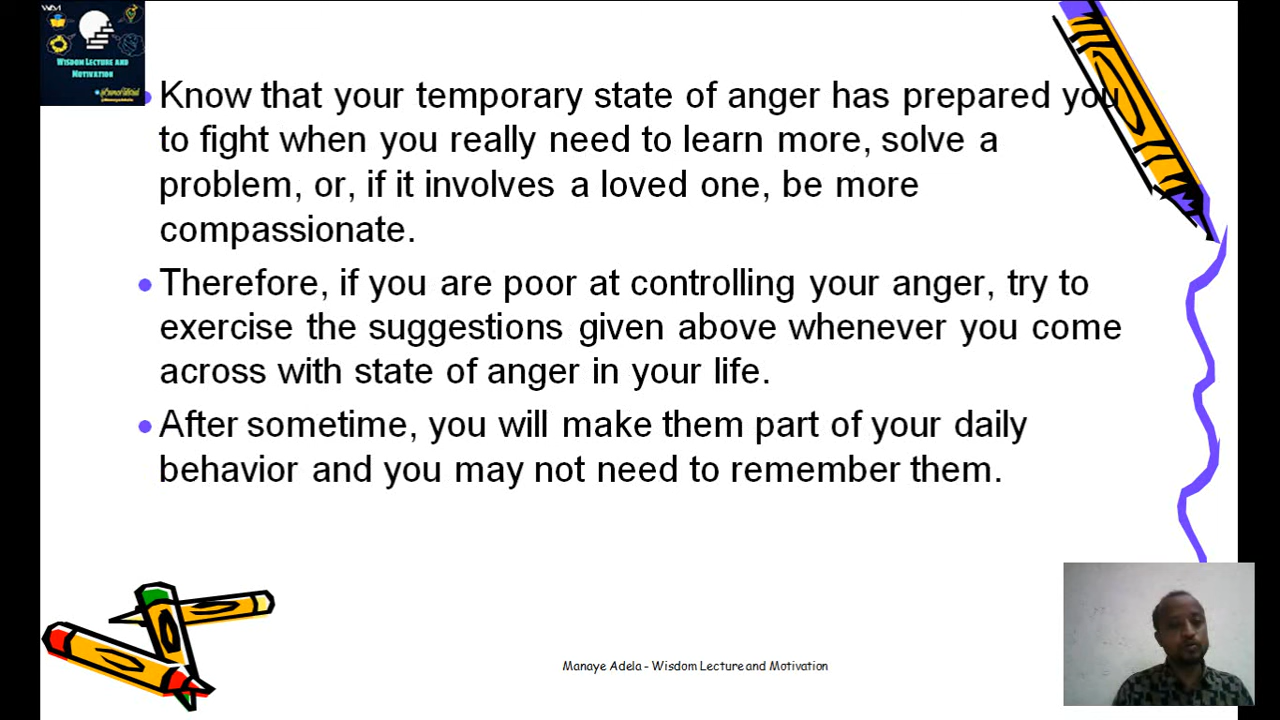 Wisdom Lecture and
Motivation
Know that your temporary state of anger has prepared you
to fight when you really need to learn more, solve a
problem, or, if it involves a loved one, be more
compassionate.
Therefore, if you are poor at controlling your anger, try to
exercise the suggestions given above whenever you come
across with state of anger in your life.
After sometime, you will make them part of your daily
behavior and you may not need to remember them.
Manaye Adela - Wisdom Lecture and Motivation